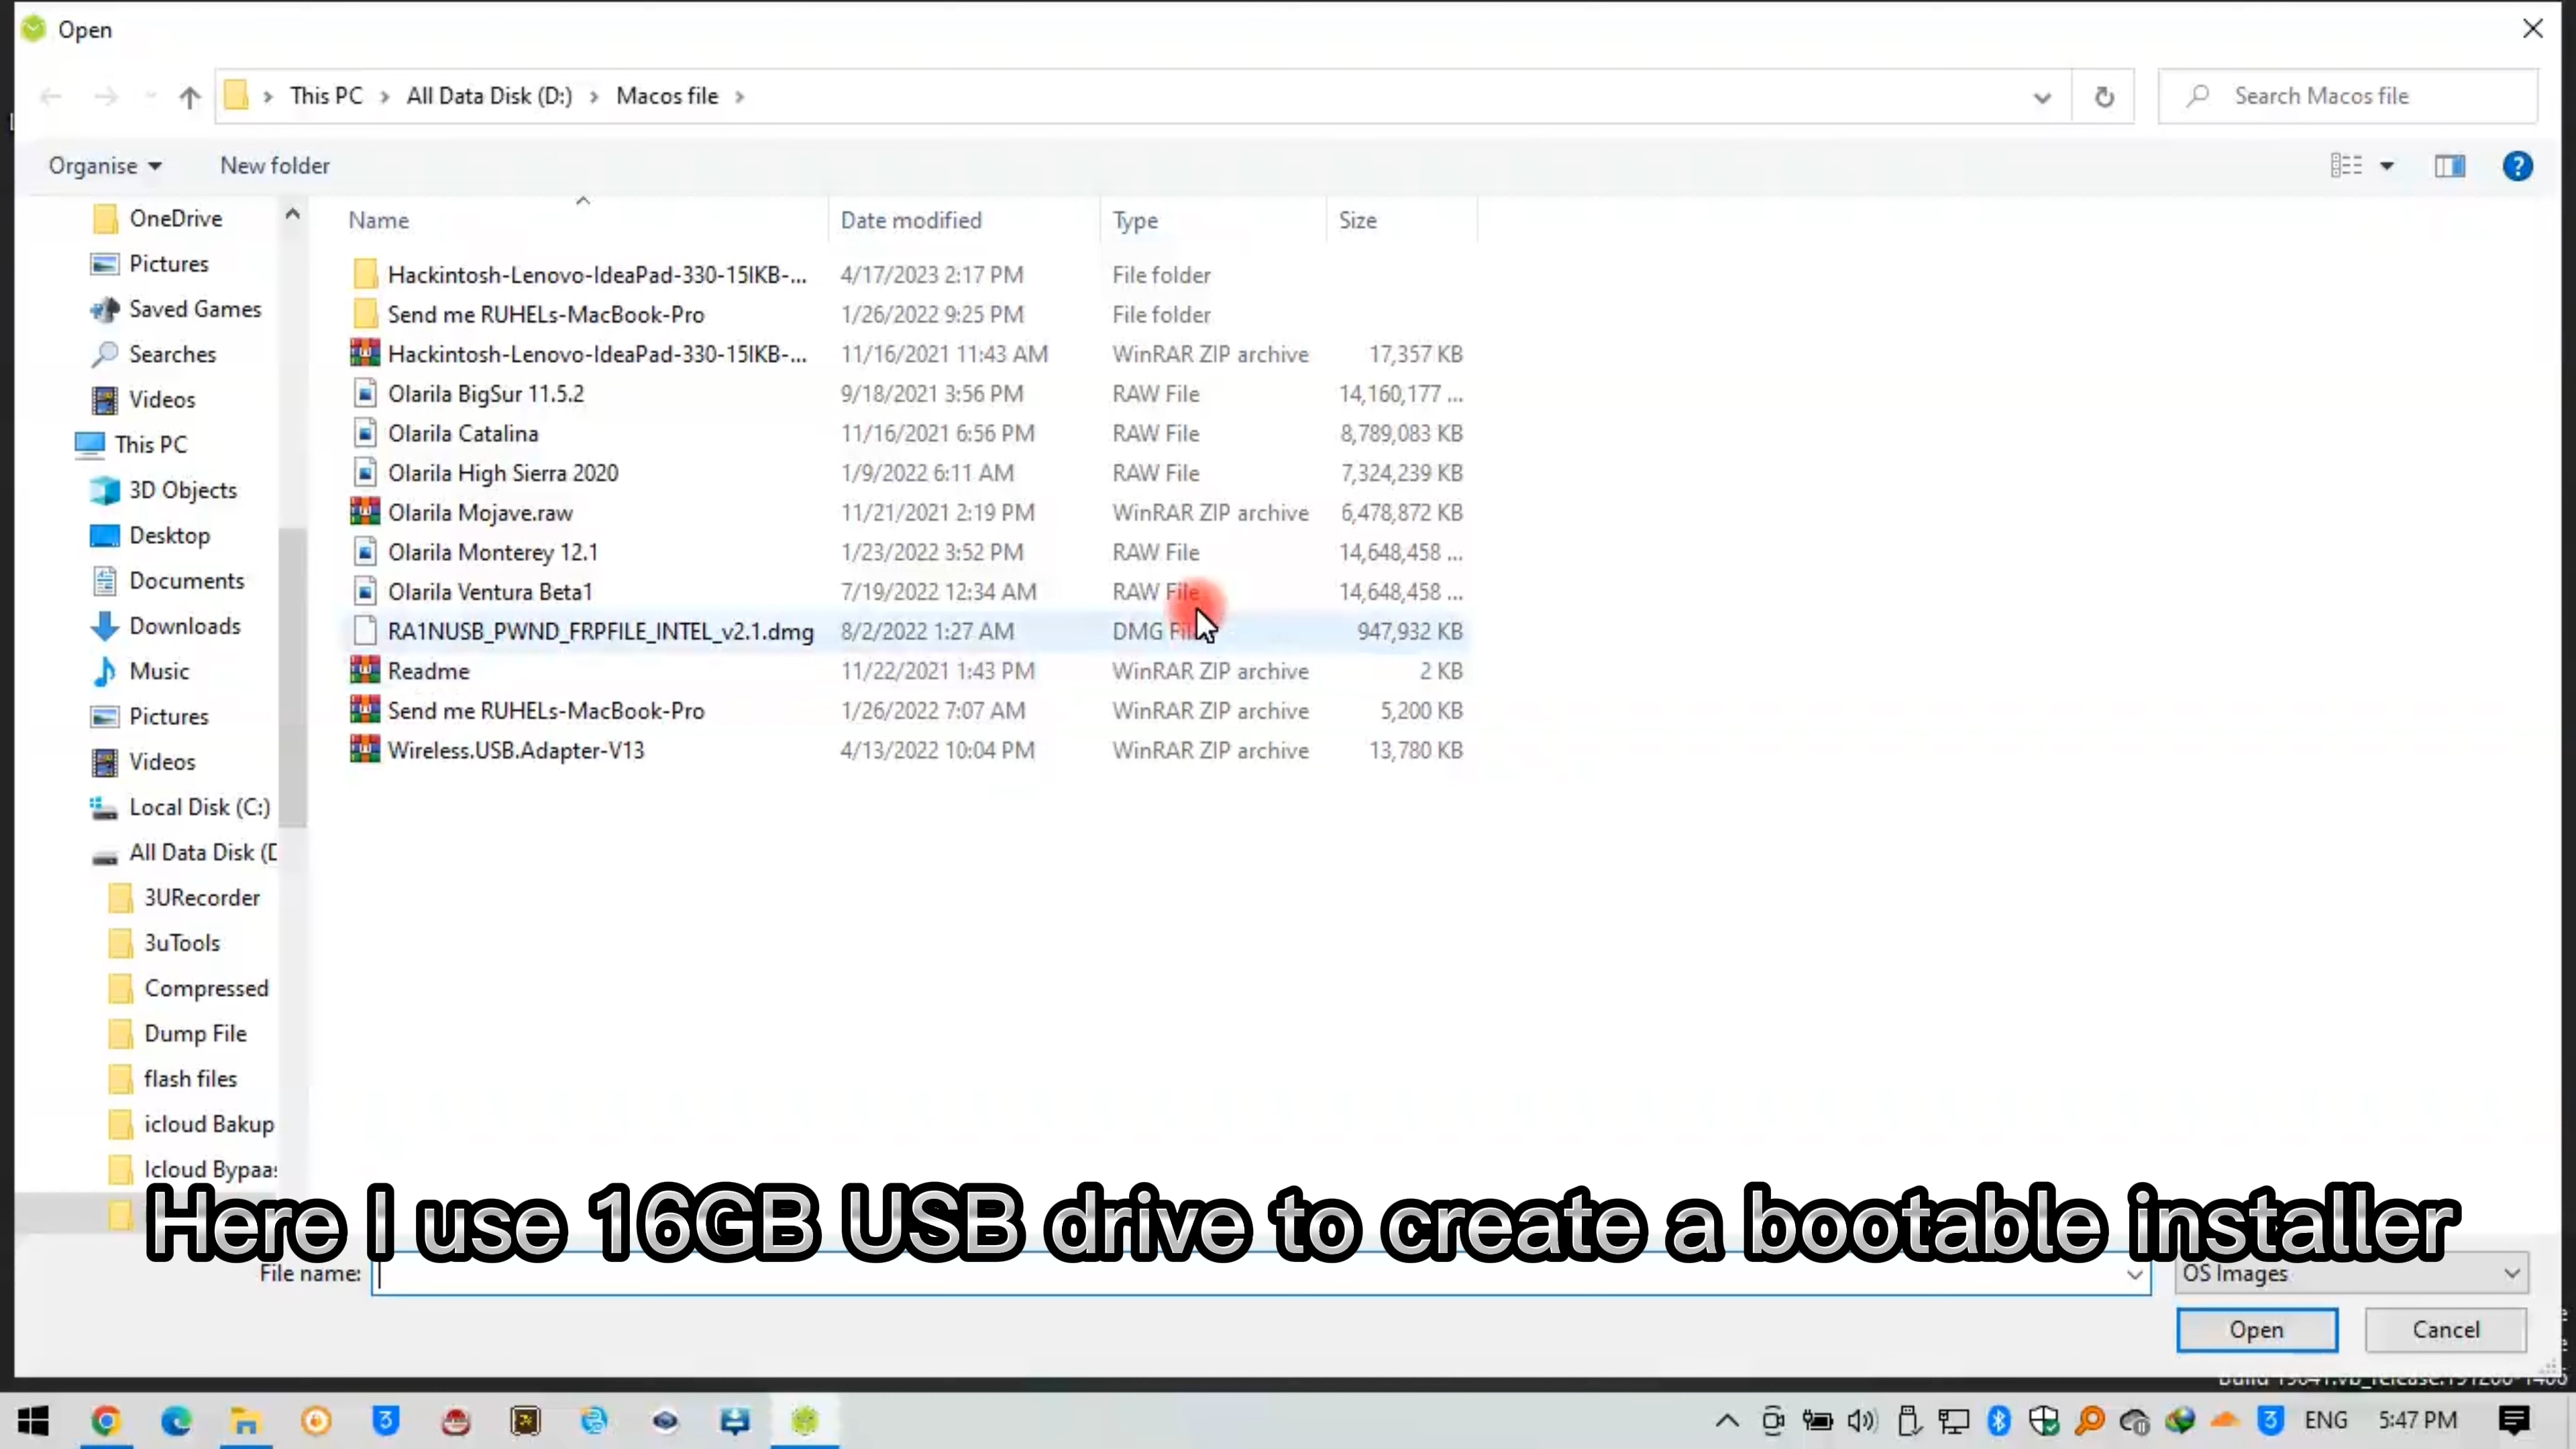 Open
This PC
All Data Disk (D:)
Macos file
Search Macos file
Organise
New folder
OneDrive
Pictures
Saved Games
Searches
Videos
This PC
3D Objects
Desktop
Documents
Downloads
Music
Pictures
Videos
Local Disk (C:)
All Data Disk (D
3URecorder
3uTools
Compressed
Dump File
flash files
icloud Bakup
Icloud Bypaa
Name Date modified Type Size
Hackintosh-Lenovo-IdeaPad-330-15IKB-... 4/17/2023 2:17 PM File folder
Send me RUHELs-MacBook-Pro 1/26/2022 9:25 PM File folder
Hackintosh-Lenovo-IdeaPad-330-15IKB-... 11/16/2021 11:43 AM WinRAR ZIP archive 17,357 KB
Olarila BigSur 11.5.2 9/18/2021 3:56 PM RAW File 14,160,177 ...
Olarila Catalina 11/16/2021 6:56 PM RAW File 8,789,083 KB
Olarila High Sierra 2020 1/9/2022 6:11 AM RAW File 7,324,239 KB
Olarila Mojave.raw 11/21/2021 2:19 PM WinRAR ZIP archive 6,478,872 KB
Olarila Monterey 12.1 1/23/2022 3:52 PM RAW File 14,648,458 ...
Olarila Ventura Beta1 7/19/2022 12:34 AM RAW File 14,648,458 ...
RA1NUSB_PWND_FRPFILE_INTEL_v2.1.dmg 8/2/2022 1:27 AM DMG File 947,932 KB
Readme 11/22/2021 1:43 PM WinRAR ZIP archive 2 KB
Send me RUHELs-MacBook-Pro 1/26/2022 7:07 AM WinRAR ZIP archive 5,200 KB
Wireless.USB.Adapter-V13 4/13/2022 10:04 PM WinRAR ZIP archive 13,780 KB
Here I use 16GB USB drive to create a bootable installer
File name:
OS Images
Open
Cancel
ENG
5:47 PM